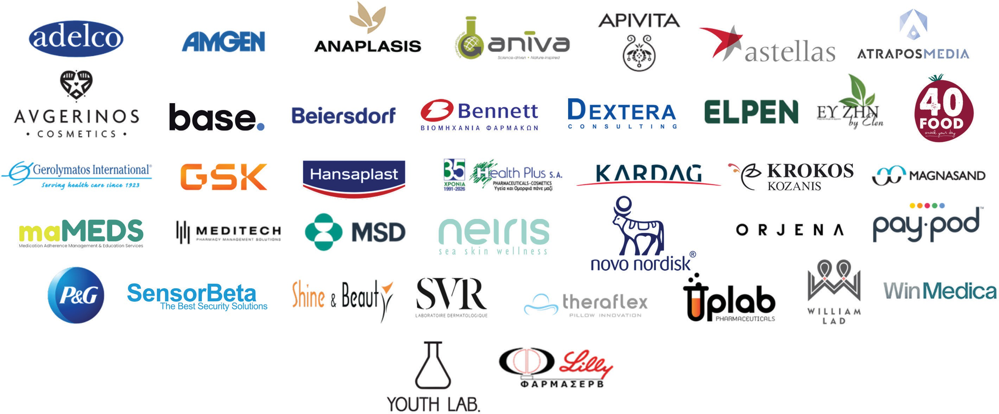 adelco
AMGEN
ANAPLASIS
International
aniva
Science-driven • Nature-inspired
APIVITA
astellas
ATRAPOSMEDIA
AVGERINOS
• COSMETICS •
base.
Beiersdorf
Bennett
ΒΙΟΜΗΧΑΝΙΑ ΦΑΡΜΑΚΩΝ
DEXTERA
CONSULTING
ELPEN
ΕΥ ΖΗΝ
by Elen
40
FOOD
snack your day
Gerolymatos International®
Serving health care since 1923
GSK
Hansaplast
35
ΧΡΟΝΙΑ
1991-2026
Health Plus S.A.
PHARMACEUTICALS-COSMETICS
Υγεία και Ομορφιά πάνε μαζί
KARDAG
KROKOS
KOZANIS
MAGNASAND
maMEDS
Medication Adherence Management & Education Services
MEDITECH
PHARMACY MANAGEMENT SOLUTIONS
MSD
neiris
sea skin wellness
novo nordisk®
ORJENA
pay·pod™
P&G
SensorBeta
The Best Security Solutions
Shine & Beauty
SVR
LABORATOIRE DERMATOLOGIQUE
theraflex
PILLOW INNOVATION
Uplab
PHARMACEUTICALS
WILLIAM
LAD
WinMedica
YOUTH LAB.
Lilly
ΦΑΡΜΑΣΕΡΒ